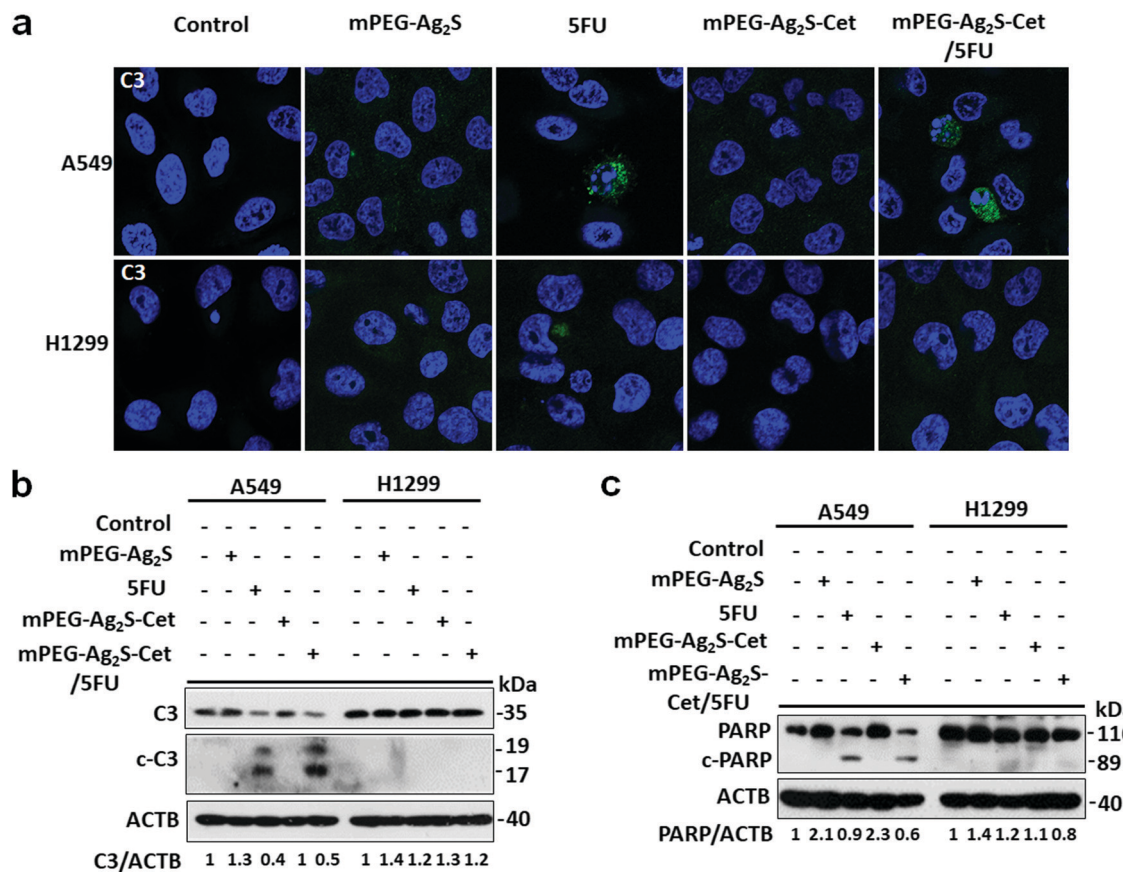 a
Control mPEG-Ag₂S 5FU mPEG-Ag₂S-Cet mPEG-Ag₂S-Cet
/5FU
C3
A549
C3
H1299
b
A549 H1299
Control - - - - - - - - - -
mPEG-Ag₂S - + - - - - + - - -
5FU - - + - - - - + - -
mPEG-Ag₂S-Cet - - - + - - - - + -
mPEG-Ag₂S-Cet - - - - + - - - - +
/5FU
kDa
C3 -35
c-C3 -19
-17
ACTB -40
C3/ACTB 1 1.3 0.4 1 0.5 1 1.4 1.2 1.3 1.2
c
A549 H1299
Control - - - - - - - - - -
mPEG-Ag₂S - + - - - - + - - -
5FU - - + - - - - + - -
mPEG-Ag₂S-Cet - - - + - - - - + -
mPEG-Ag₂S- - - - - + - - - - +
Cet/5FU
PARP
c-PARP -89
ACTB -40
PARP/ACTB 1 2.1 0.9 2.3 0.6 1 1.4 1.2 1.1 0.8